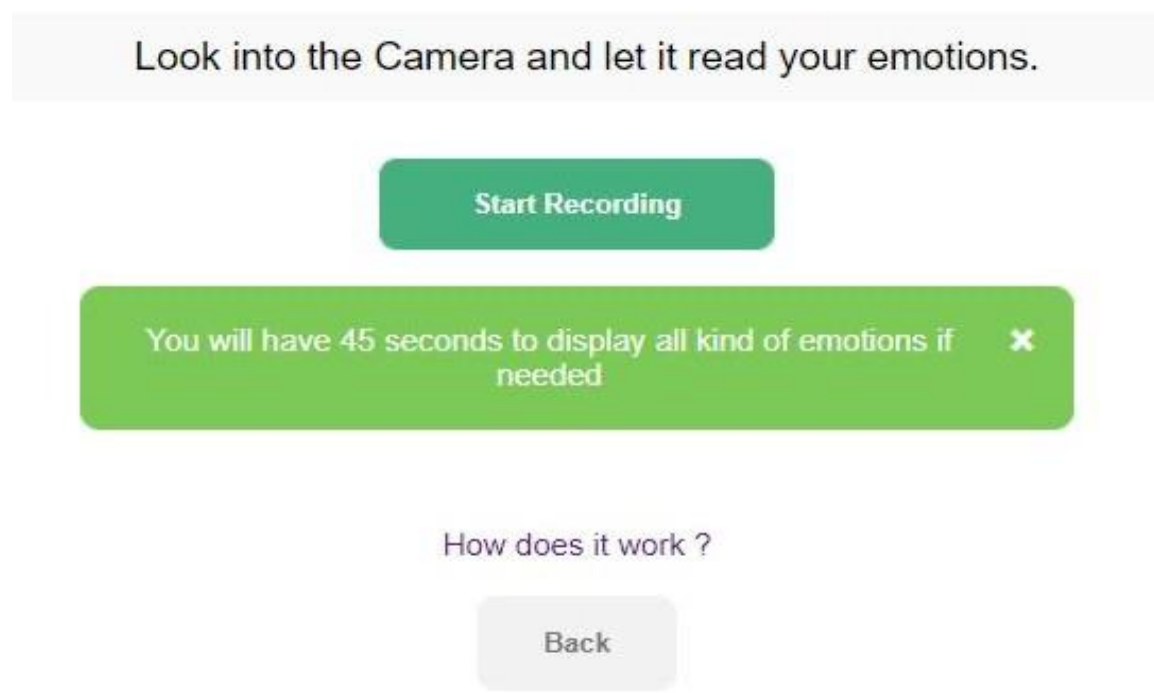 Look into the Camera and let it read your emotions.
Start Recording
You will have 45 seconds to display all kind of emotions if
needed
How does it work ?
Back